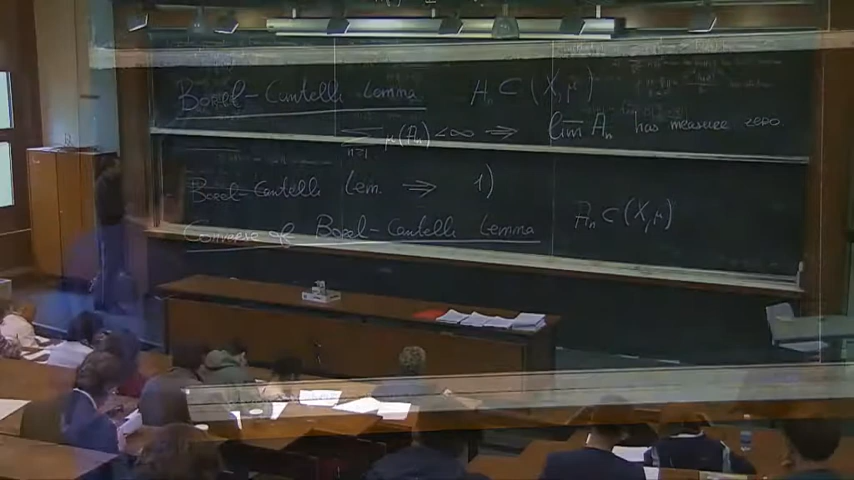 Borel-Cantelli Lemma Aₙ ⊂ (X, μ)
∑ₙ₌₁ μ(Aₙ) < ∞ ⇒ lim̅ Aₙ has measure zero.
Borel-Cantelli Lem. ⇒ 1)
Converse of Borel-Cantelli Lemma Aₙ ⊂ (X, μ)